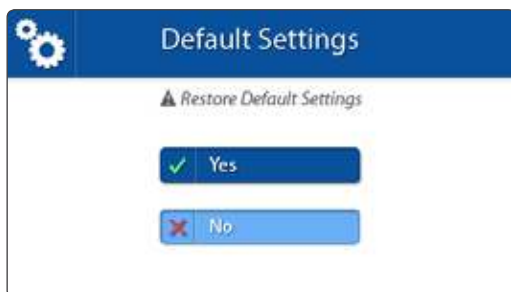 Default Settings
Restore Default Settings
Yes
No